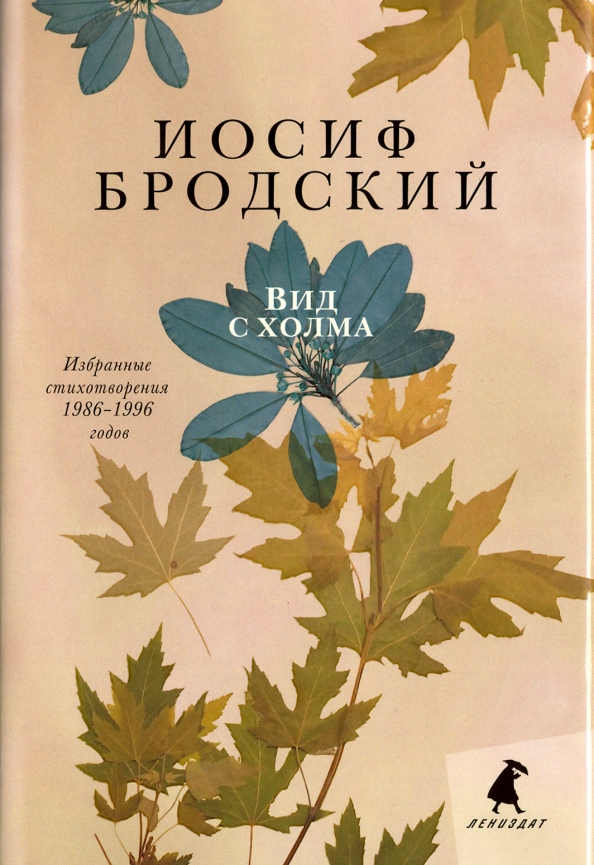 ИОСИФ
БРОДСКИЙ
Вид
с холма
Избранные
стихотворения
1986–1996
годов
ЛЕНИЗДАТ